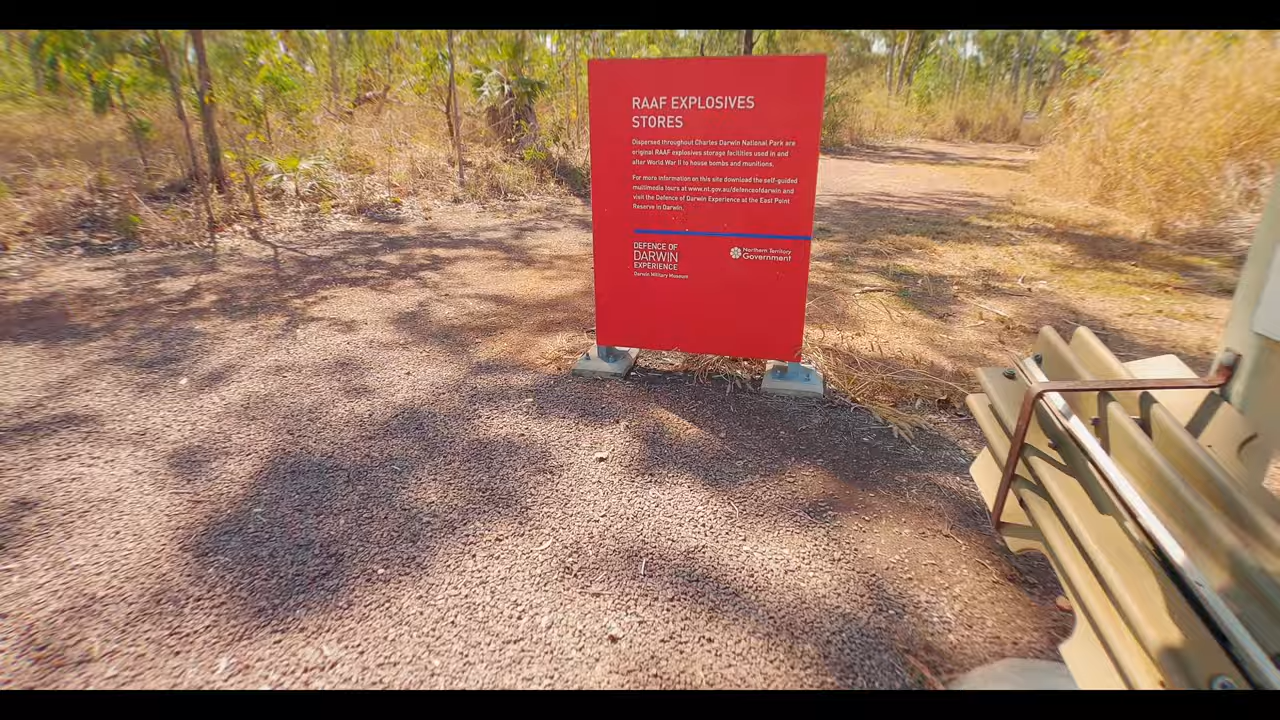 RAAF EXPLOSIVES
STORES
Dispersed throughout Charles Darwin National Park are
original RAAF explosives storage facilities used in and
after World War II to house bombs and munitions.
For more information on this site download the self-guided
multimedia tours at www.nt.gov.au/defenceofdarwin and
visit the Defence of Darwin Experience at the East Point
Reserve in Darwin.
DEFENCE OF
DARWIN
EXPERIENCE
Darwin Military Museum
Northern Territory
Government